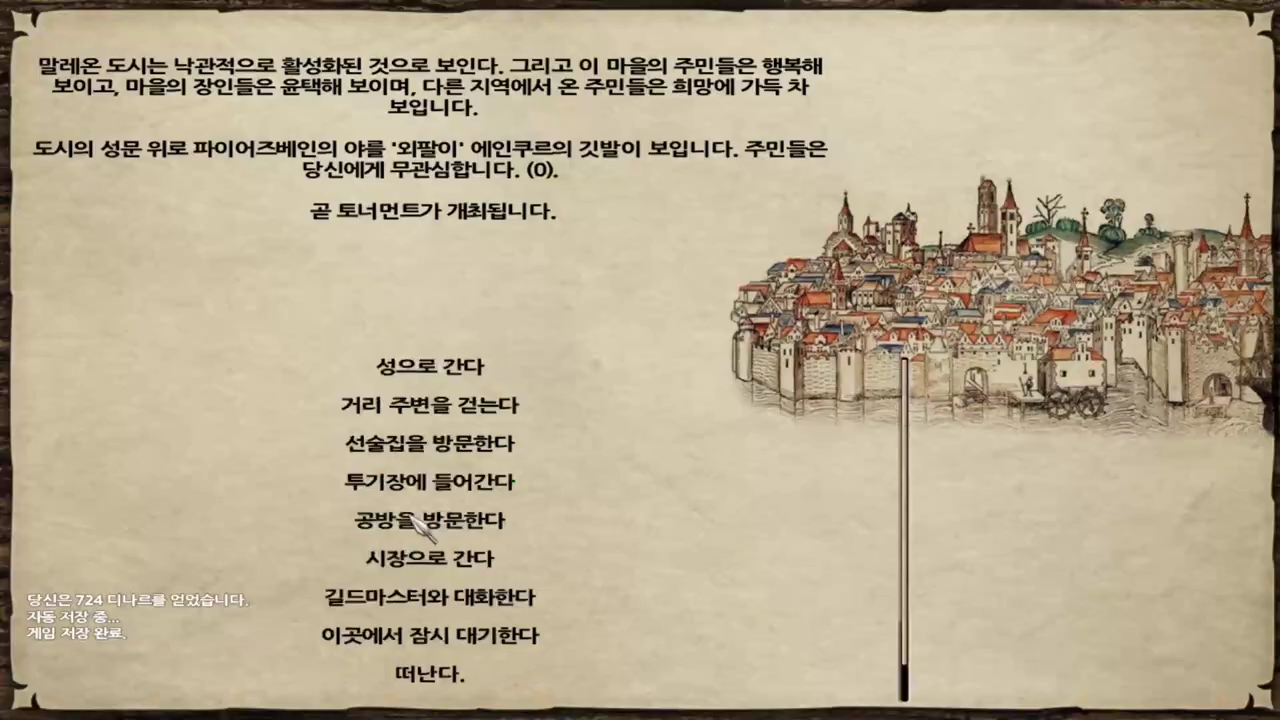 말레온 도시는 낙관적으로 활성화된 것으로 보인다. 그리고 이 마을의 주민들은 행복해
보이고, 마을의 장인들은 윤택해 보이며, 다른 지역에서 온 주민들은 희망에 가득 차
보입니다.
도시의 성문 위로 파이어즈베인의 야를 '외팔이' 에인쿠르의 깃발이 보입니다. 주민들은
당신에게 무관심합니다. (0).
곧 토너먼트가 개최됩니다.
성으로 간다
거리 주변을 걷는다
선술집을 방문한다
투기장에 들어간다
공방을 방문한다
시장으로 간다
길드마스터와 대화한다
이곳에서 잠시 대기한다
떠난다.
당신은 724 디나르를 얻었습니다.
자동 저장 중...
게임 저장 완료.